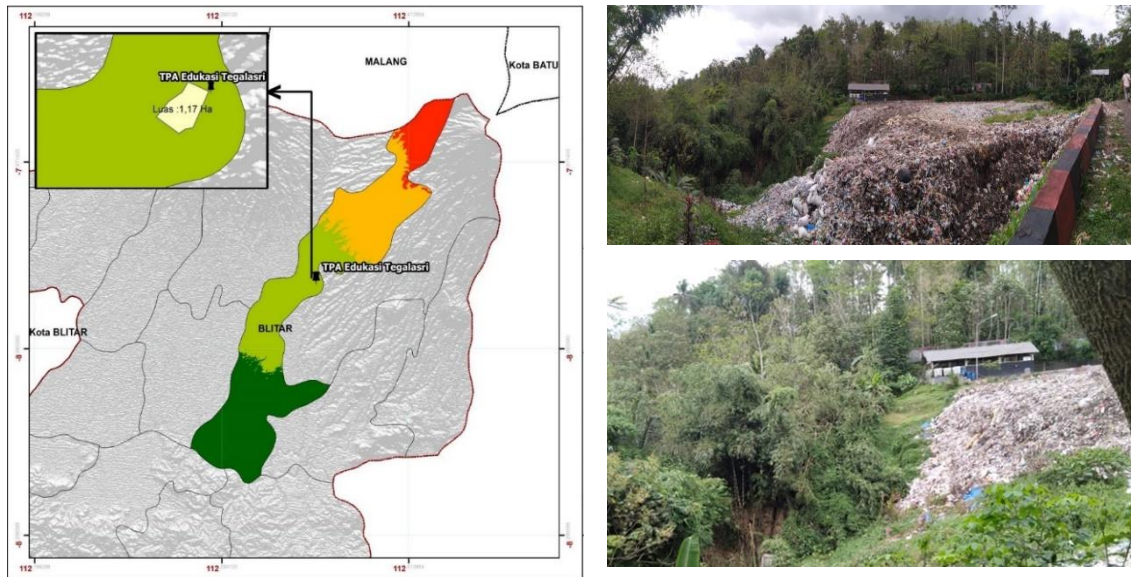 112
112
112
TPA Edukasi Tegalasri
Luas :1,17 Ha
MALANG
Kota BATU
TPA Edukasi Tegalasri
Kota BLITAR
BLITAR
112
112
112